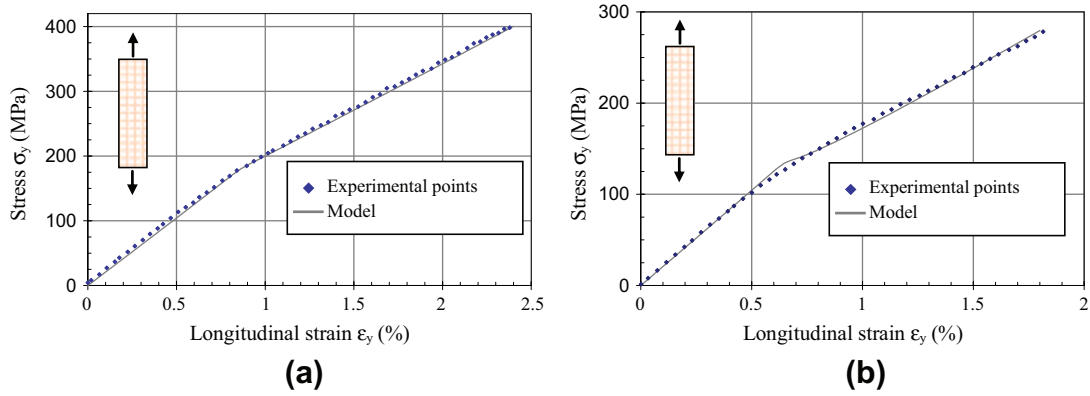 400
300
200
100
0
Stress σy (MPa)
Experimental points
Model
0 0.5 1 1.5 2 2.5
Longitudinal strain εy (%)
(a)
300
200
100
0
Stress σy (MPa)
Experimental points
Model
0 0.5 1 1.5 2
Longitudinal strain εy (%)
(b)